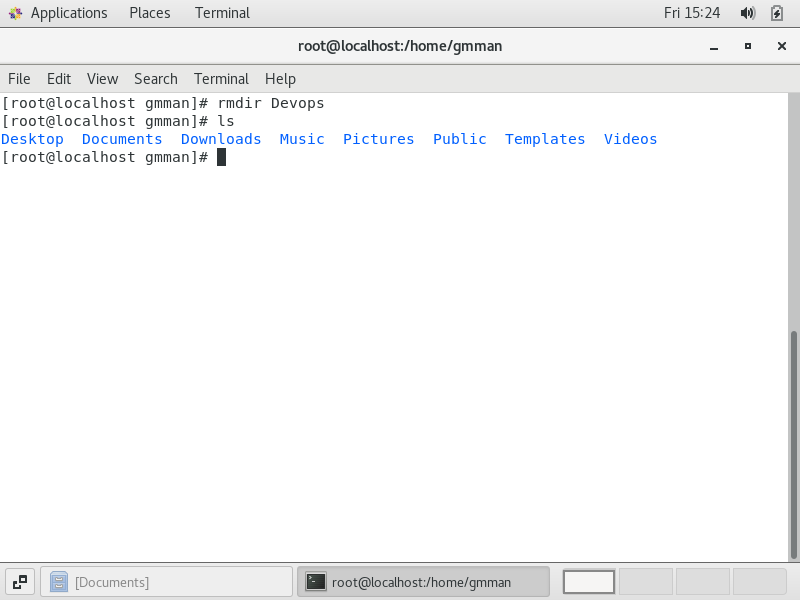 Applications Places Terminal Fri 15:24
root@localhost:/home/gmman
File Edit View Search Terminal Help
[root@localhost gmman]# rmdir Devops
[root@localhost gmman]# ls
Desktop Documents Downloads Music Pictures Public Templates Videos
[root@localhost gmman]#
[Documents] root@localhost:/home/gmman